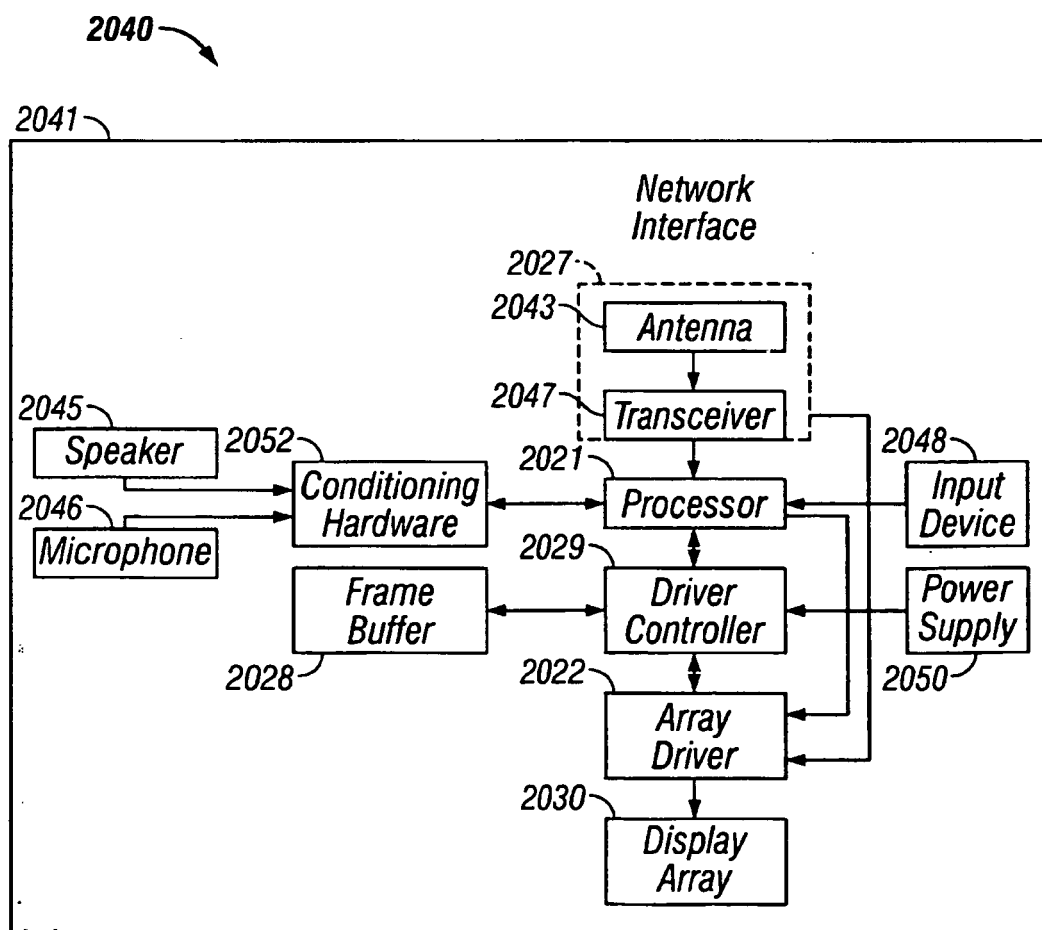 2040
2041
Network
Interface
2027
2043
Antenna
2047
Transceiver
2045
Speaker
2052
Conditioning
Hardware
2046
Microphone
2021
Processor
2048
Input
Device
2029
Driver
Controller
Frame
Buffer
2028
Power
Supply
2050
2022
Array
Driver
2030
Display
Array